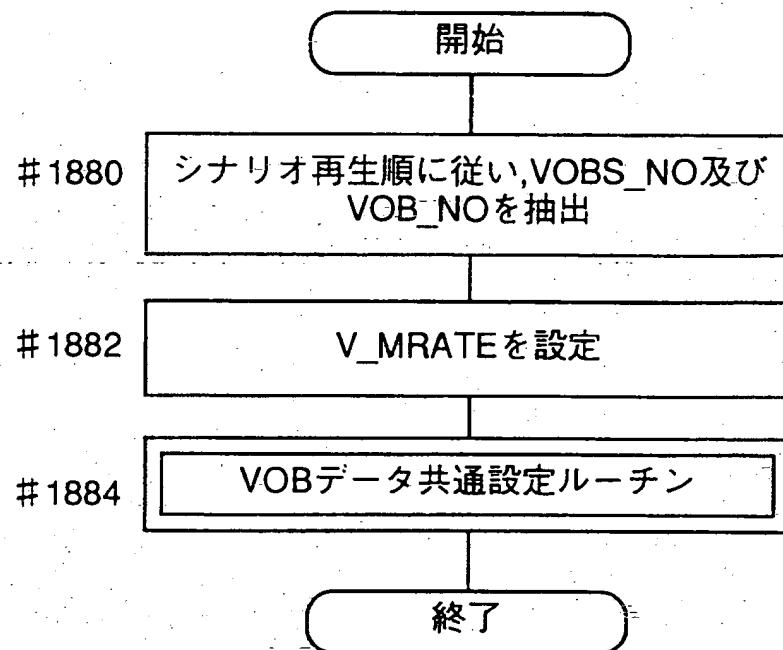 開始
#1880
シナリオ再生順に従い,VOBS_NO及び
VOB_NOを抽出
#1882
V_MRATEを設定
#1884
VOBデータ共通設定ルーチン
終了